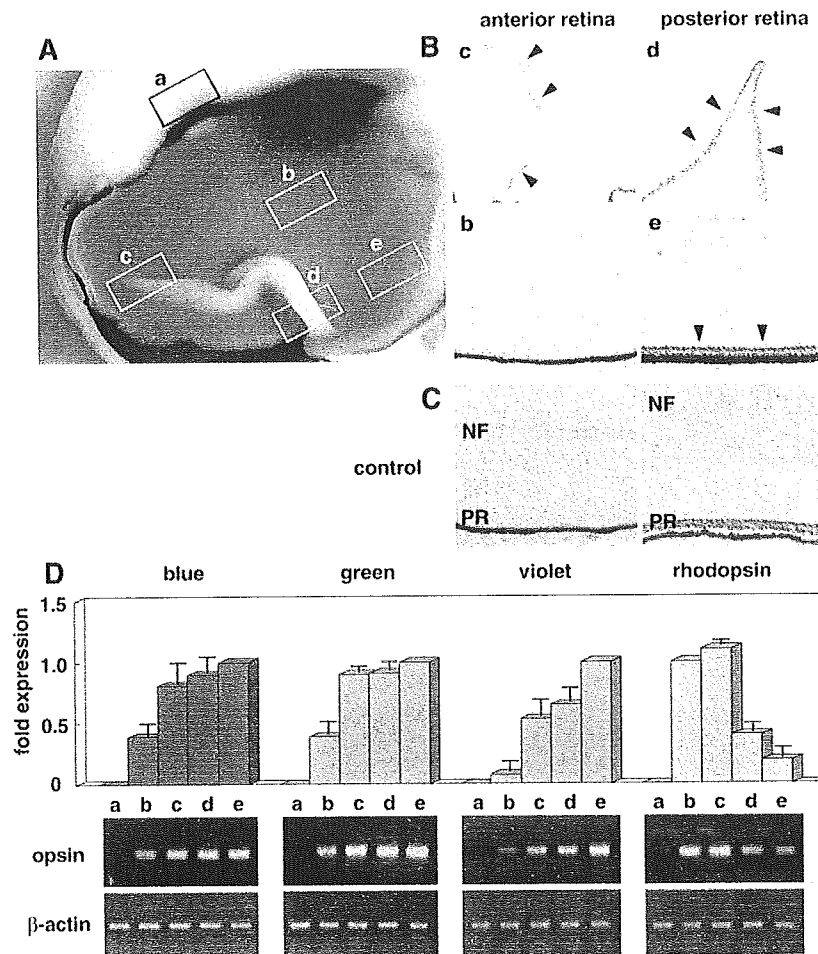 anterior retina posterior retina
A
B
a
b
c
d
e
c
d
b
e
C
NF
NF
control
PR
PR
D
blue green violet rhodopsin
fold expression
1.5
1.0
0.5
0
a b c d e a b c d e a b c d e a b c d e
opsin
β-actin